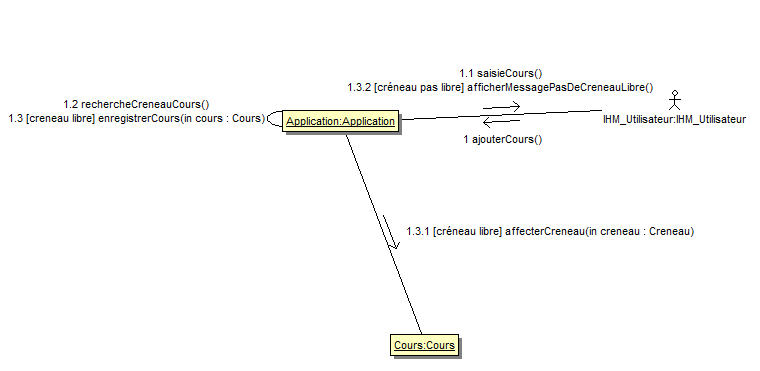 1.1 saisieCours()
1.3.2 [créneau pas libre] afficherMessagePasDeCreneauLibre()
1.2 rechercheCreneauCours()
1.3 [creneau libre] enregistrerCours(in cours : Cours)
Application:Application
IHM_Utilisateur:IHM_Utilisateur
1 ajouterCours()
1.3.1 [créneau libre] affecterCreneau(in creneau : Creneau)
Cours:Cours